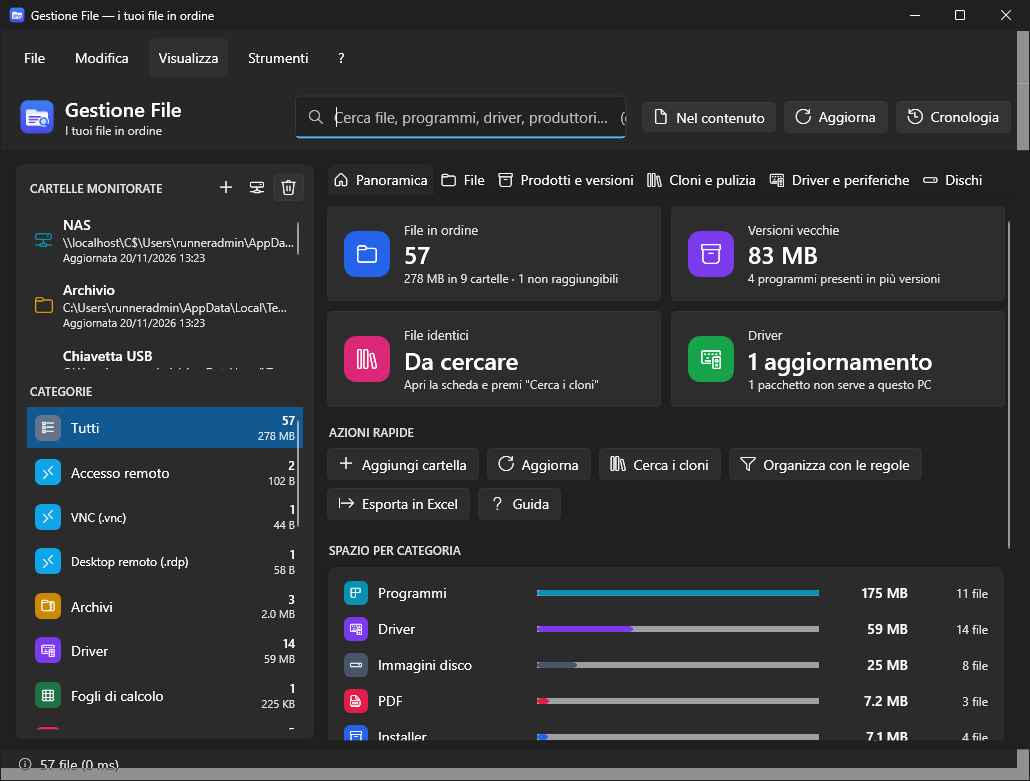 Gestione File — i tuoi file in ordine
File
Modifica
Visualizza
Strumenti
?
Gestione File
I tuoi file in ordine
Cerca file, programmi, driver, produttori...
Nel contenuto
Aggiorna
Cronologia
CARTELLE MONITORATE
NAS
\\localhost\C$\Users\runneradmin\AppDa...
Aggiornata 20/11/2026 13:23
Archivio
C:\Users\runneradmin\AppData\Local\Te...
Aggiornata 20/11/2026 13:23
Chiavetta USB
CATEGORIE
Tutti
57
278 MB
Accesso remoto
2
102 B
VNC (.vnc)
1
44 B
Desktop remoto (.rdp)
1
58 B
Archivi
3
2.0 MB
Driver
14
59 MB
Fogli di calcolo
1
225 KB
Panoramica
File
Prodotti e versioni
Cloni e pulizia
Driver e periferiche
Dischi
File in ordine
57
278 MB in 9 cartelle · 1 non raggiungibili
Versioni vecchie
83 MB
4 programmi presenti in più versioni
File identici
Da cercare
Apri la scheda e premi "Cerca i cloni"
Driver
1 aggiornamento
1 pacchetto non serve a questo PC
AZIONI RAPIDE
Aggiungi cartella
Aggiorna
Cerca i cloni
Organizza con le regole
Esporta in Excel
? Guida
SPAZIO PER CATEGORIA
Programmi
175 MB
11 file
Driver
59 MB
14 file
Immagini disco
25 MB
8 file
PDF
7.2 MB
3 file
Installer
7.1 MB
4 file
57 file (0 ms)